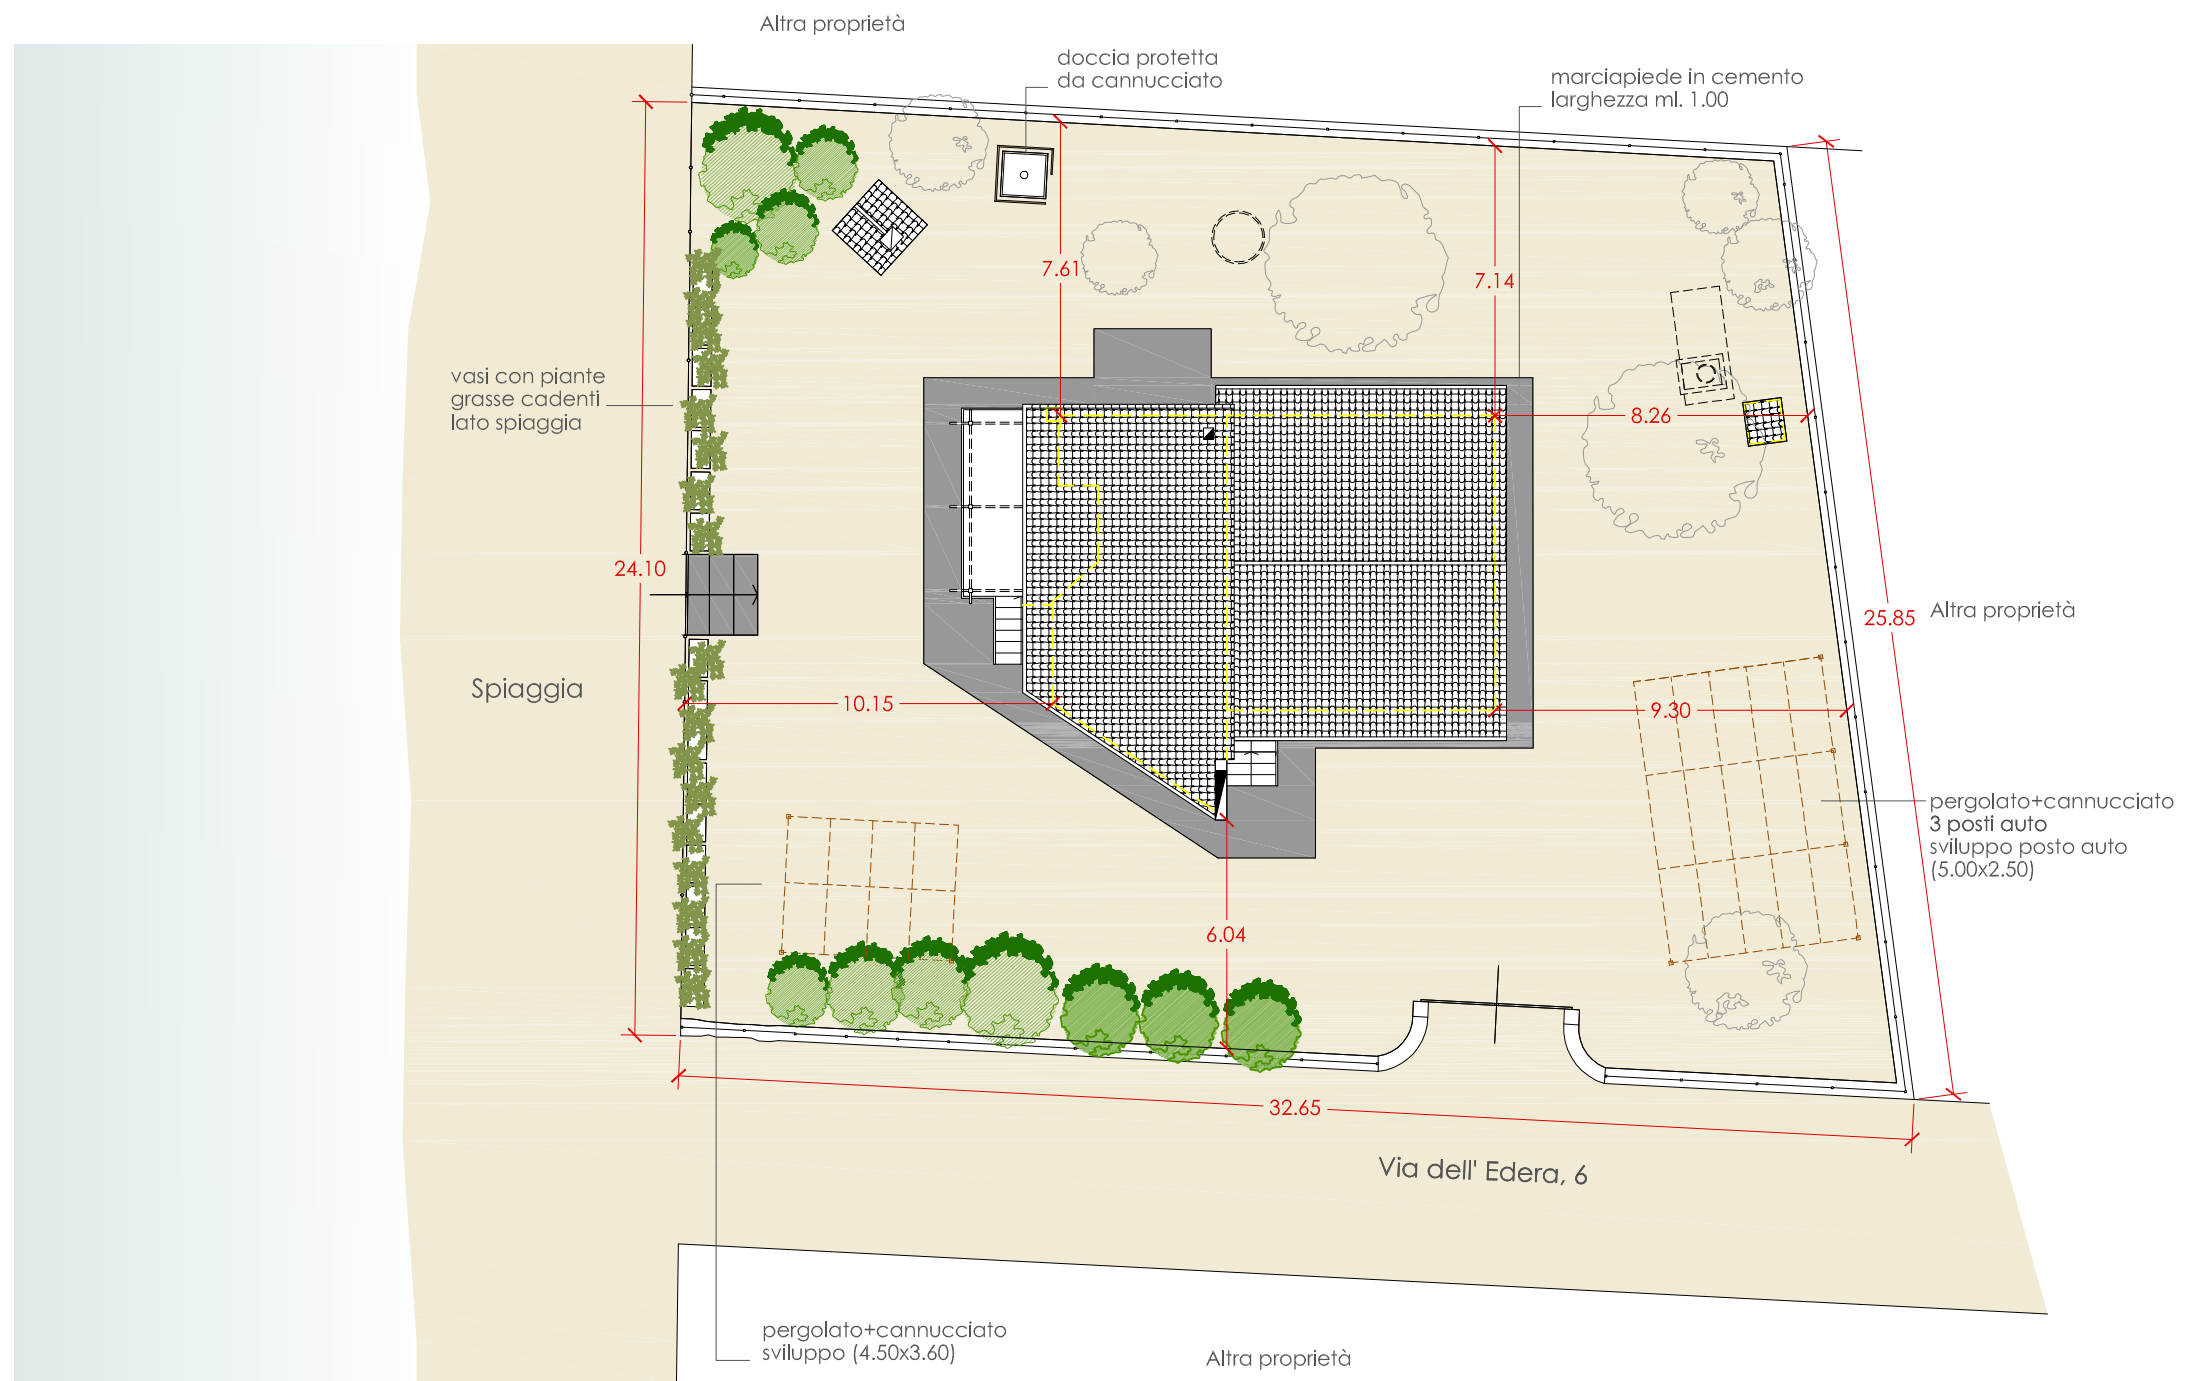 Altra proprietà
doccia protetta
da cannucciato
marciapiede in cemento
larghezza ml. 1.00
7.61
7.14
vasi con piante
grasse cadenti
lato spiaggia
8.26
24.10
25.85
Altra proprietà
Spiaggia
10.15
9.30
pergolato+cannucciato
3 posti auto
sviluppo posto auto
(5.00x2.50)
6.04
32.65
Via dell' Edera, 6
pergolato+cannucciato
sviluppo (4.50x3.60)
Altra proprietà